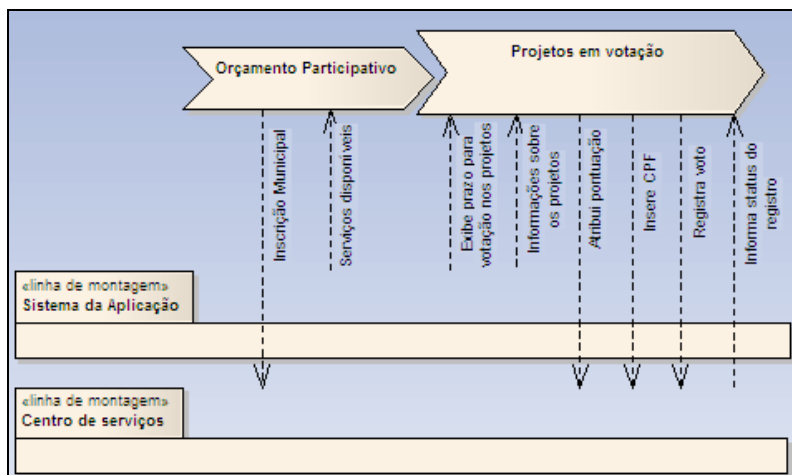 Orçamento Participativo
Projetos em votação
Inscrição Municipal
Serviços disponíveis
Exibe prazo para
votação nos projetos
Informações sobre
os projetos
Atribui pontuação
Insere CPF
Registra voto
Informa status do
registro
«linha de montagem»
Sistema da Aplicação
«linha de montagem»
Centro de serviços